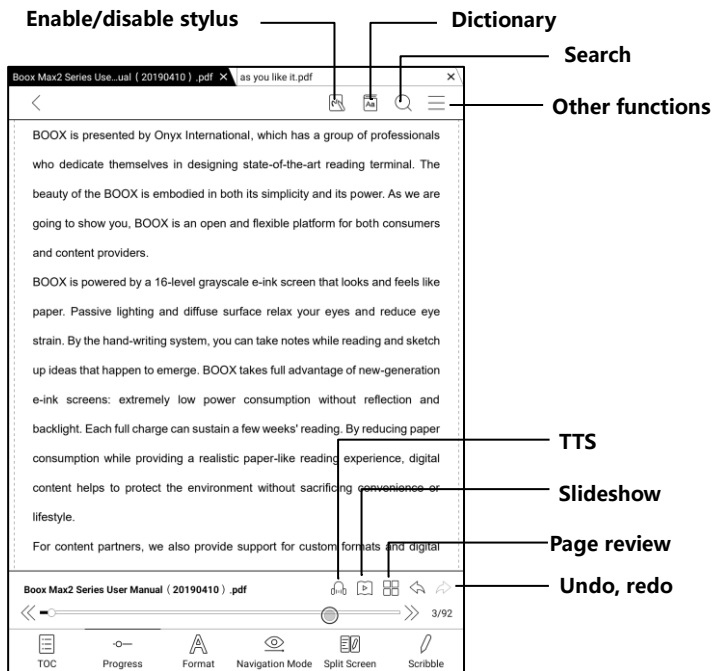 Enable/disable stylus
Dictionary
Search
Boox Max2 Series Use...ual（20190410）.pdf ×
as you like it.pdf ×
Aa
Other functions
BOOX is presented by Onyx International, which has a group of professionals
who dedicate themselves in designing state-of-the-art reading terminal. The
beauty of the BOOX is embodied in both its simplicity and its power. As we are
going to show you, BOOX is an open and flexible platform for both consumers
and content providers.
BOOX is powered by a 16-level grayscale e-ink screen that looks and feels like
paper. Passive lighting and diffuse surface relax your eyes and reduce eye
strain. By the hand-writing system, you can take notes while reading and sketch
up ideas that happen to emerge. BOOX takes full advantage of new-generation
e-ink screens: extremely low power consumption without reflection and
backlight. Each full charge can sustain a few weeks' reading. By reducing paper
consumption while providing a realistic paper-like reading experience, digital
content helps to protect the environment without sacrificing convenience or
lifestyle.
For content partners, we also provide support for custom formats and digital
TTS
Slideshow
Page review
Undo, redo
Boox Max2 Series User Manual（20190410）.pdf
3/92
TOC
Progress
Format
Navigation Mode
Split Screen
Scribble